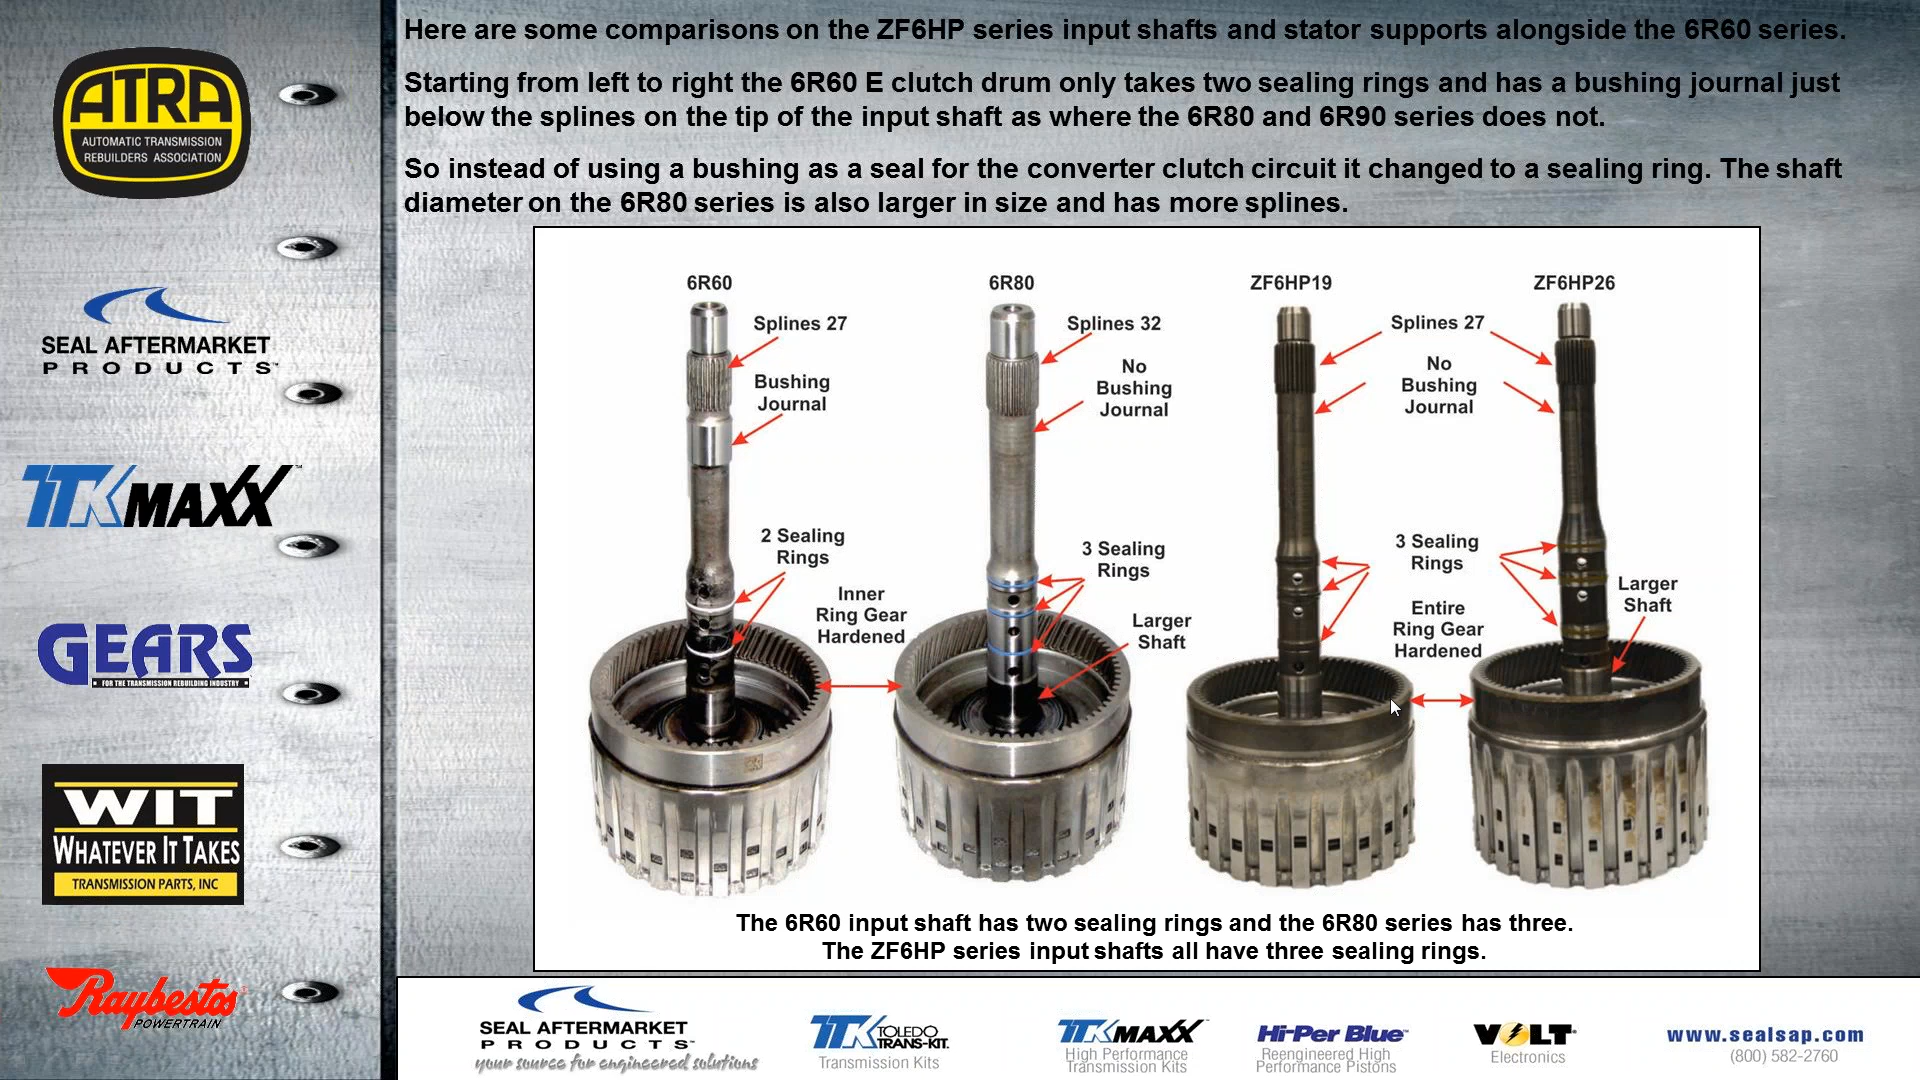 Here are some comparisons on the ZF6HP series input shafts and stator supports alongside the 6R60 series.
Starting from left to right the 6R60 E clutch drum only takes two sealing rings and has a bushing journal just
below the splines on the tip of the input shaft as where the 6R80 and 6R90 series does not.
So instead of using a bushing as a seal for the converter clutch circuit it changed to a sealing ring. The shaft
diameter on the 6R80 series is also larger in size and has more splines.
ATRA
AUTOMATIC TRANSMISSION
REBUILDERS ASSOCIATION
SEAL AFTERMARKET
PRODUCTS™
TTK MAXX™
GEARS
FOR THE TRANSMISSION REBUILDING INDUSTRY
WIT
WHATEVER IT TAKES
TRANSMISSION PARTS, INC
Raybestos®
POWERTRAIN
6R60
Splines 27
Bushing
Journal
2 Sealing
Rings
Inner
Ring Gear
Hardened
6R80
Splines 32
No
Bushing
Journal
3 Sealing
Rings
Larger
Shaft
ZF6HP19
ZF6HP26
Splines 27
No
Bushing
Journal
3 Sealing
Rings
Entire
Ring Gear
Hardened
Larger
Shaft
The 6R60 input shaft has two sealing rings and the 6R80 series has three.
The ZF6HP series input shafts all have three sealing rings.
SEAL AFTERMARKET
PRODUCTS™
your source for engineered solutions
TTK TOLEDO
TRANS-KIT.
Transmission Kits
TTK MAXX™
High Performance
Transmission Kits
Hi-Per Blue™
Reengineered High
Performance Pistons
VOLT
Electronics
www.sealsap.com
(800) 582-2760